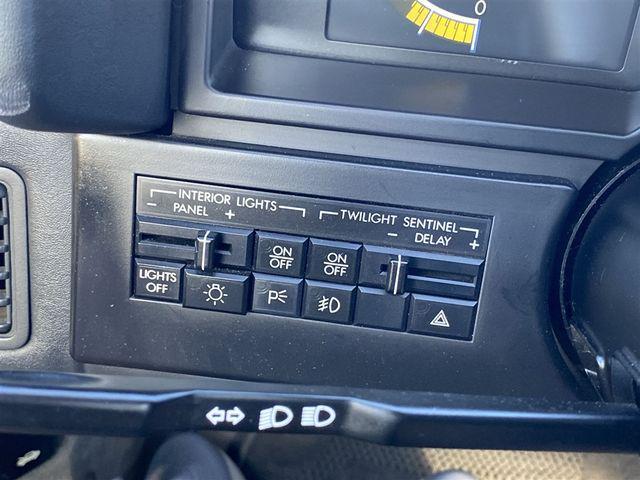 0
INTERIOR LIGHTS
- PANEL +
TWILIGHT SENTINEL
- DELAY +
ON
OFF
ON
OFF
LIGHTS
OFF
P